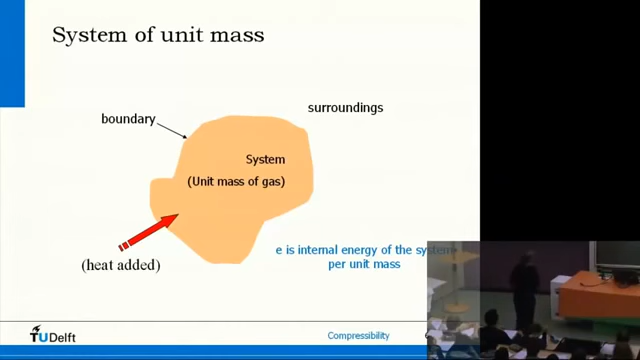 System of unit mass
surroundings
boundary
System
(Unit mass of gas)
(heat added)
e is internal energy of the system
per unit mass
TUDelft
Compressibility